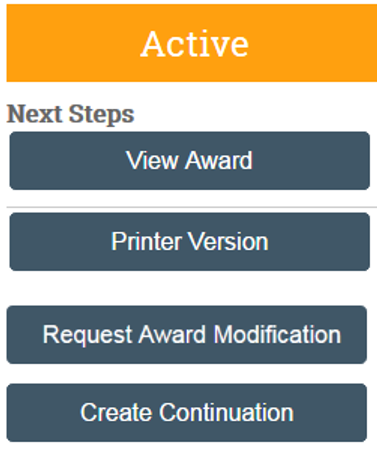 Active
Next Steps
View Award
Printer Version
Request Award Modification
Create Continuation